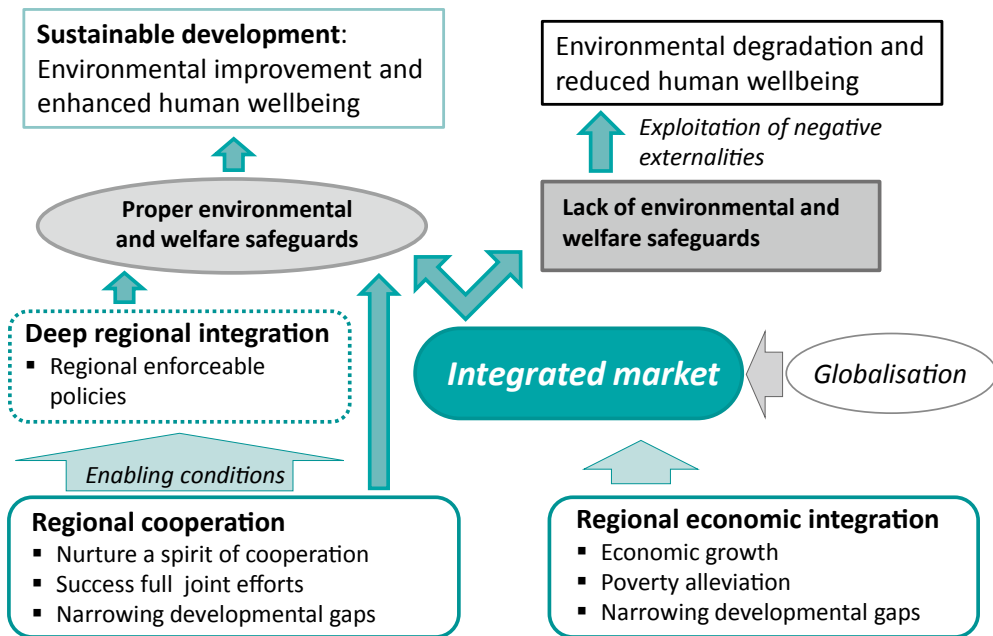 Sustainable development:
Environmental improvement and
enhanced human wellbeing
Environmental degradation and
reduced human wellbeing
Exploitation of negative
externalities
Proper environmental
and welfare safeguards
Lack of environmental and
welfare safeguards
Deep regional integration
▪ Regional enforceable
policies
Integrated market
Globalisation
Enabling conditions
Regional cooperation
▪ Nurture a spirit of cooperation
▪ Success full joint efforts
▪ Narrowing developmental gaps
Regional economic integration
▪ Economic growth
▪ Poverty alleviation
▪ Narrowing developmental gaps